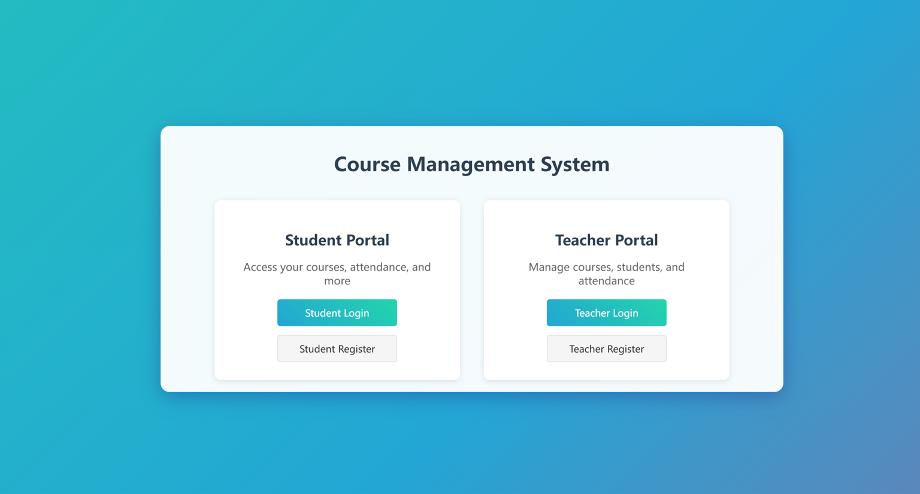 Course Management System
Student Portal
Access your courses, attendance, and
more
Student Login
Student Register
Teacher Portal
Manage courses, students, and
attendance
Teacher Login
Teacher Register